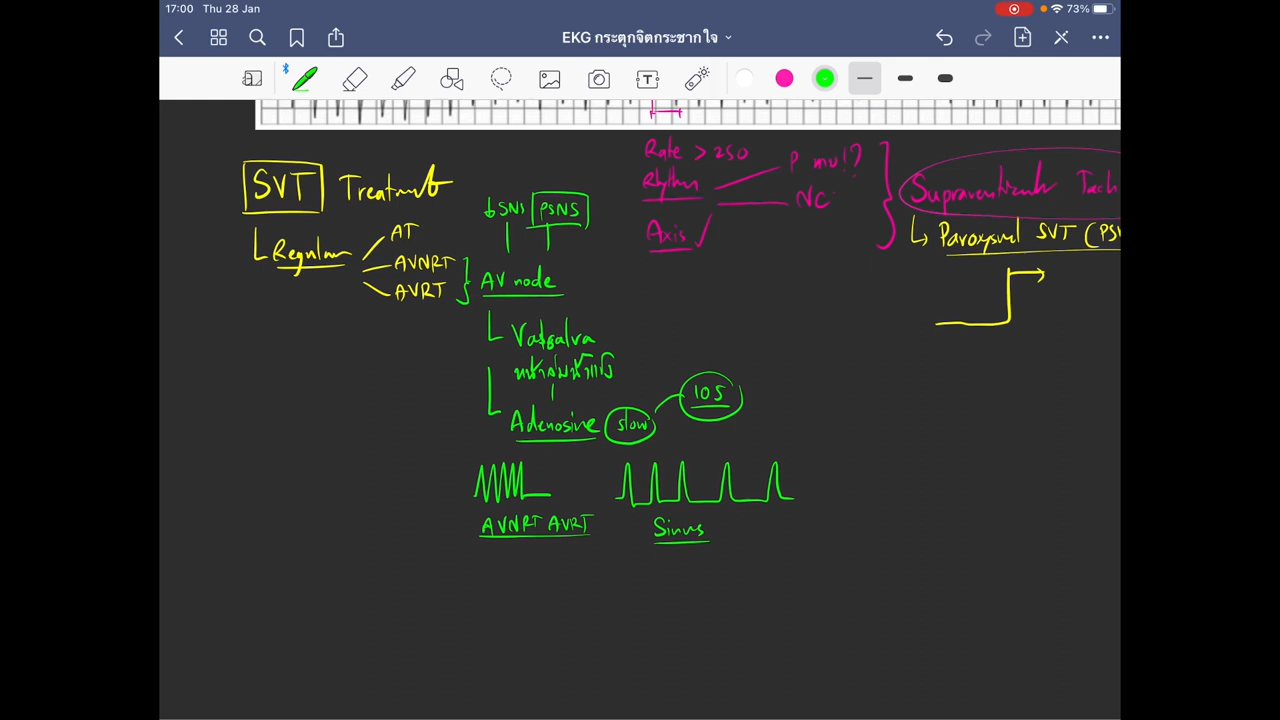 17:00 Thu 28 Jan
73%
EKG กระตุกจิตกระชากใจ
T
SVT Treatment
Regular
AT
AVNRT
AVRT
↓SNS PSNS
AV node
Valsalva
Adenosine slow 10s
AVNRT AVRT
Sinus
Rate > 250
Rhythm
P
NC
Axis ✓
Supraventricular Tach
↳ Paroxysmal SVT (PSV